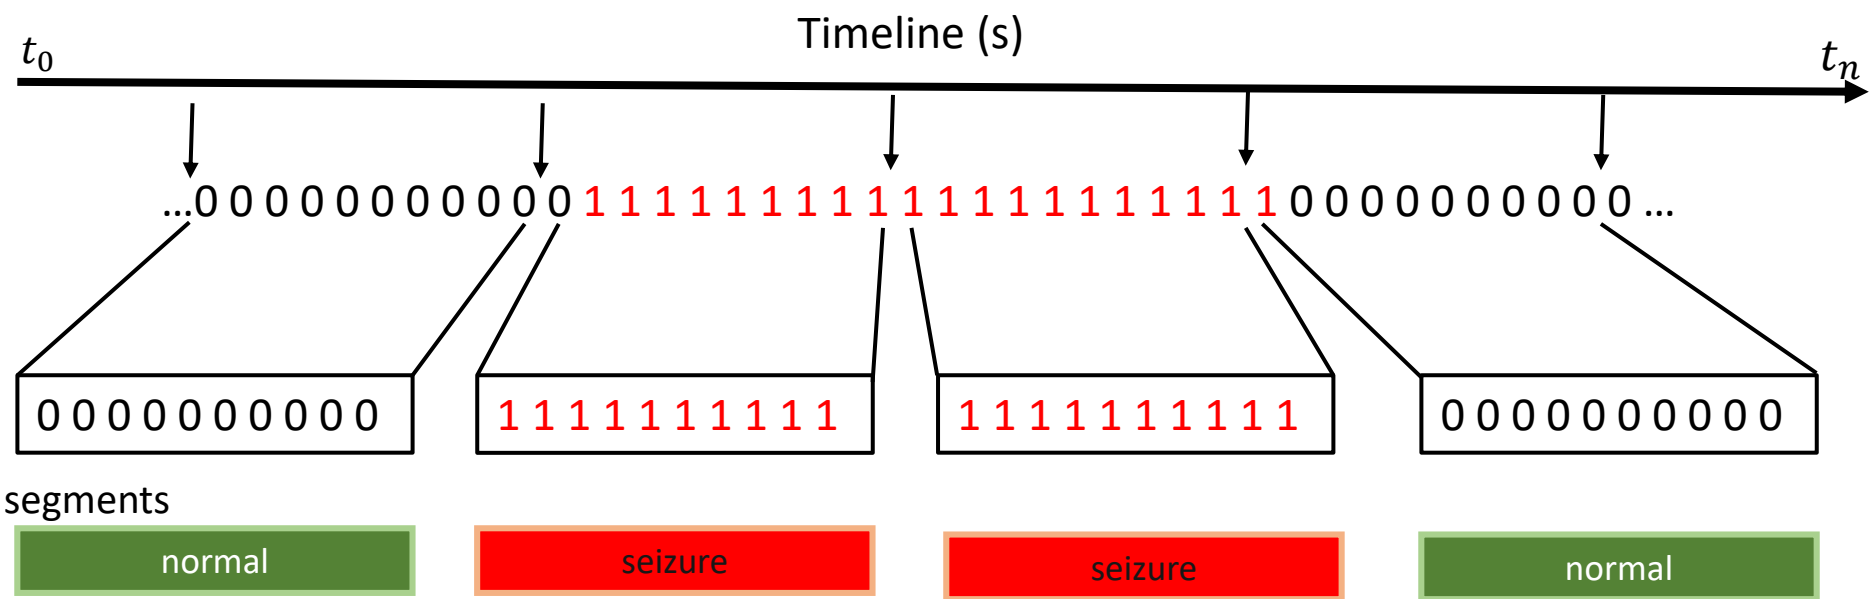 Timeline (s)
t₀ tₙ
...0 0 0 0 0 0 0 0 0 0 0 1 1 1 1 1 1 1 1 1 1 1 1 1 1 1 1 1 1 1 1 0 0 0 0 0 0 0 0 0 0 ...
0 0 0 0 0 0 0 0 0 0 1 1 1 1 1 1 1 1 1 1 1 1 1 1 1 1 1 1 1 1 0 0 0 0 0 0 0 0 0 0
segments
normal seizure seizure normal